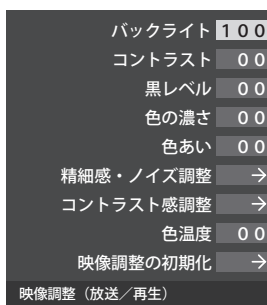 バックライト 100
コントラスト 00
黒レベル 00
色の濃さ 00
色あい 00
精細感・ノイズ調整 →
コントラスト感調整 →
色温度 00
映像調整の初期化 →
映像調整（放送／再生）